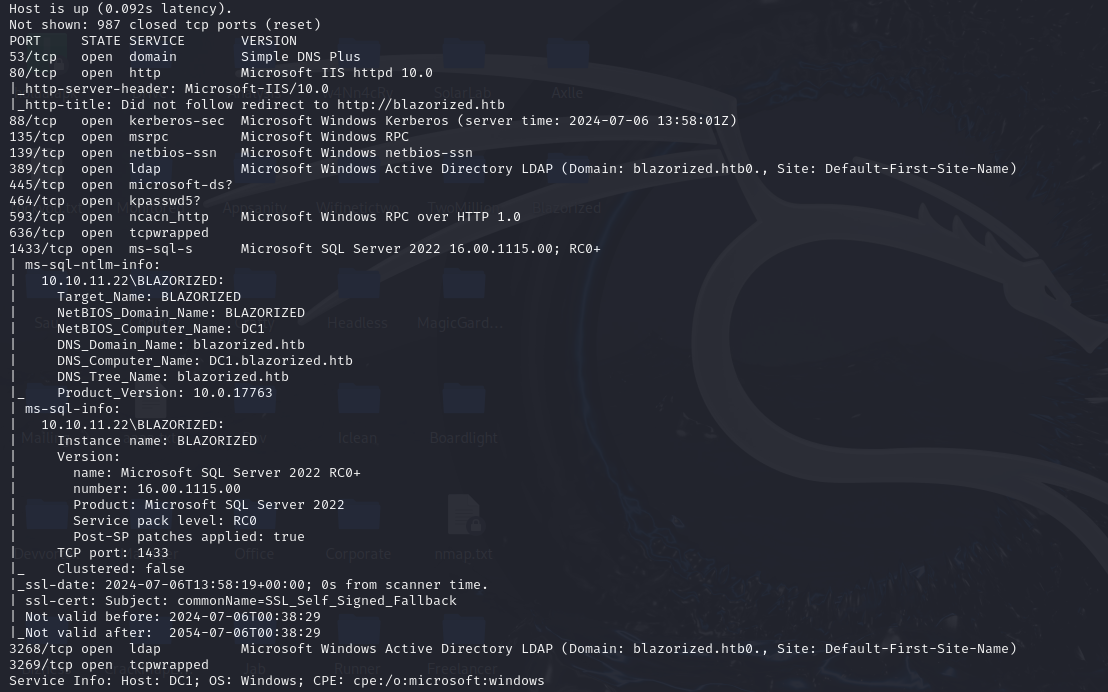 Host is up (0.092s latency).
Not shown: 987 closed tcp ports (reset)
PORT     STATE SERVICE       VERSION
53/tcp   open  domain        Simple DNS Plus
80/tcp   open  http          Microsoft IIS httpd 10.0
|_http-server-header: Microsoft-IIS/10.0
|_http-title: Did not follow redirect to http://blazorized.htb
88/tcp   open  kerberos-sec  Microsoft Windows Kerberos (server time: 2024-07-06 13:58:01Z)
135/tcp  open  msrpc         Microsoft Windows RPC
139/tcp  open  netbios-ssn   Microsoft Windows netbios-ssn
389/tcp  open  ldap          Microsoft Windows Active Directory LDAP (Domain: blazorized.htb0., Site: Default-First-Site-Name)
445/tcp  open  microsoft-ds?
464/tcp  open  kpasswd5?
593/tcp  open  ncacn_http    Microsoft Windows RPC over HTTP 1.0
636/tcp  open  tcpwrapped
1433/tcp open  ms-sql-s      Microsoft SQL Server 2022 16.00.1115.00; RC0+
| ms-sql-ntlm-info:
|   10.10.11.22\BLAZORIZED:
|     Target_Name: BLAZORIZED
|     NetBIOS_Domain_Name: BLAZORIZED
|     NetBIOS_Computer_Name: DC1
|     DNS_Domain_Name: blazorized.htb
|     DNS_Computer_Name: DC1.blazorized.htb
|     DNS_Tree_Name: blazorized.htb
|_    Product_Version: 10.0.17763
| ms-sql-info:
|   10.10.11.22\BLAZORIZED:
|     Instance name: BLAZORIZED
|     Version:
|       name: Microsoft SQL Server 2022 RC0+
|       number: 16.00.1115.00
|       Product: Microsoft SQL Server 2022
|       Service pack level: RC0
|       Post-SP patches applied: true
|     TCP port: 1433
|_    Clustered: false
|_ssl-date: 2024-07-06T13:58:19+00:00; 0s from scanner time.
| ssl-cert: Subject: commonName=SSL_Self_Signed_Fallback
| Not valid before: 2024-07-06T00:38:29
|_Not valid after:  2054-07-06T00:38:29
3268/tcp open  ldap          Microsoft Windows Active Directory LDAP (Domain: blazorized.htb0., Site: Default-First-Site-Name)
3269/tcp open  tcpwrapped
Service Info: Host: DC1; OS: Windows; CPE: cpe:/o:microsoft:windows
SolarLab
Axlle
TwoMillion
Headless
MagicGard...
Iclean
Boardlight
Office
Corporate
nmap.txt
Runner
Freelancer